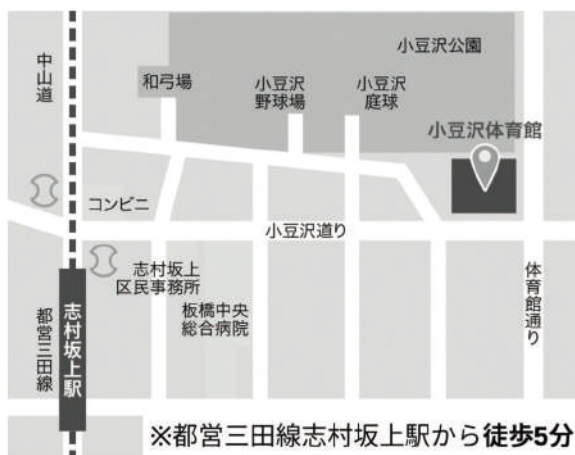 小豆沢公園
中山道
和弓場
小豆沢
野球場
小豆沢
庭球
小豆沢体育館
コンビニ
小豆沢道り
志村坂上
区民事務所
体育館通り
板橋中央
総合病院
都営三田線
志村坂上駅
※都営三田線志村坂上駅から徒歩5分